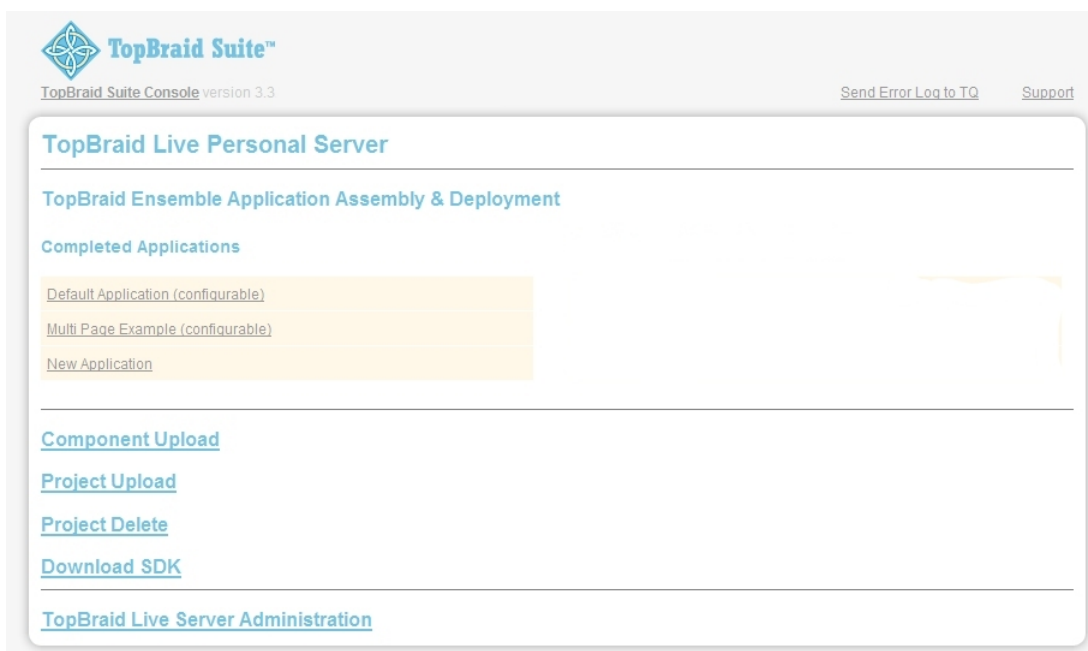 TopBraid Suite™
TopBraid Suite Console version 3.3
Send Error Log to TQ
Support
TopBraid Live Personal Server
TopBraid Ensemble Application Assembly & Deployment
Completed Applications
Default Application (configurable)
Multi Page Example (configurable)
New Application
Component Upload
Project Upload
Project Delete
Download SDK
TopBraid Live Server Administration